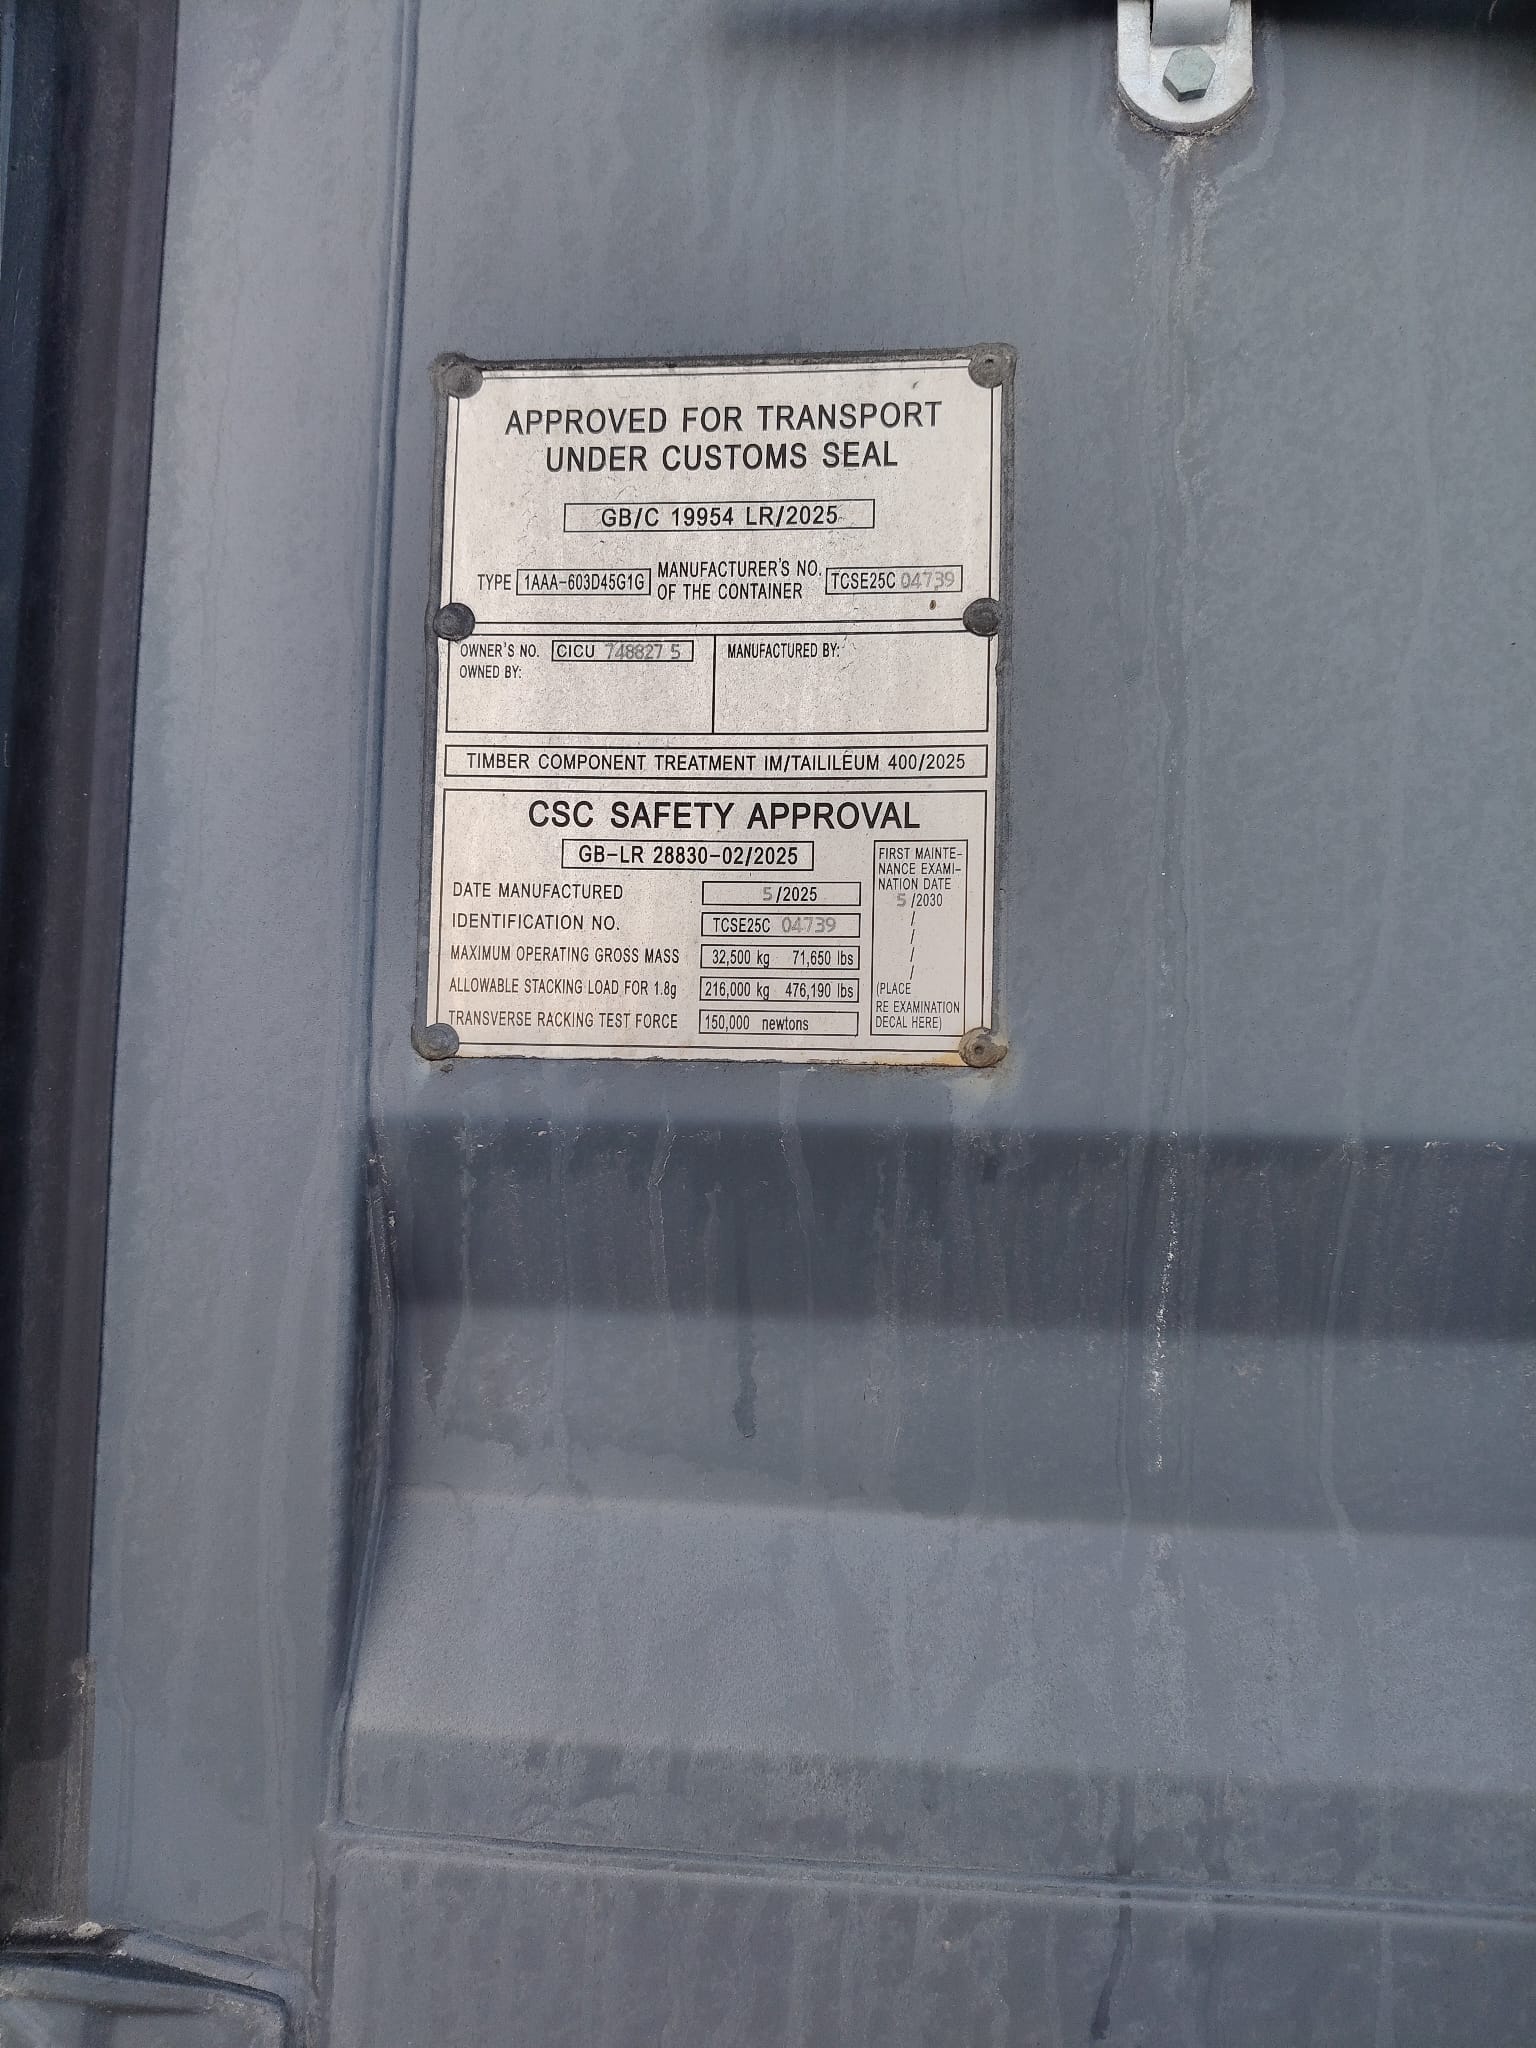 APPROVED FOR TRANSPORT
UNDER CUSTOMS SEAL
GB/C 19954 LR/2025
TYPE 1AAA-603D45G1G MANUFACTURER'S NO. OF THE CONTAINER TCSE25C 04739
OWNER'S NO. CICU 748827 5
OWNED BY:
MANUFACTURED BY:
TIMBER COMPONENT TREATMENT IM/TAILILEUM 400/2025
CSC SAFETY APPROVAL
GB-LR 28830-02/2025
DATE MANUFACTURED 5/2025
IDENTIFICATION NO. TCSE25C 04739
MAXIMUM OPERATING GROSS MASS 32,500 kg 71,650 lbs
ALLOWABLE STACKING LOAD FOR 1.8g 216,000 kg 476,190 lbs
TRANSVERSE RACKING TEST FORCE 150,000 newtons
FIRST MAINTE-
NANCE EXAMI-
NATION DATE
5 /2030
/
/
/
/
(PLACE
RE EXAMINATION
DECAL HERE)